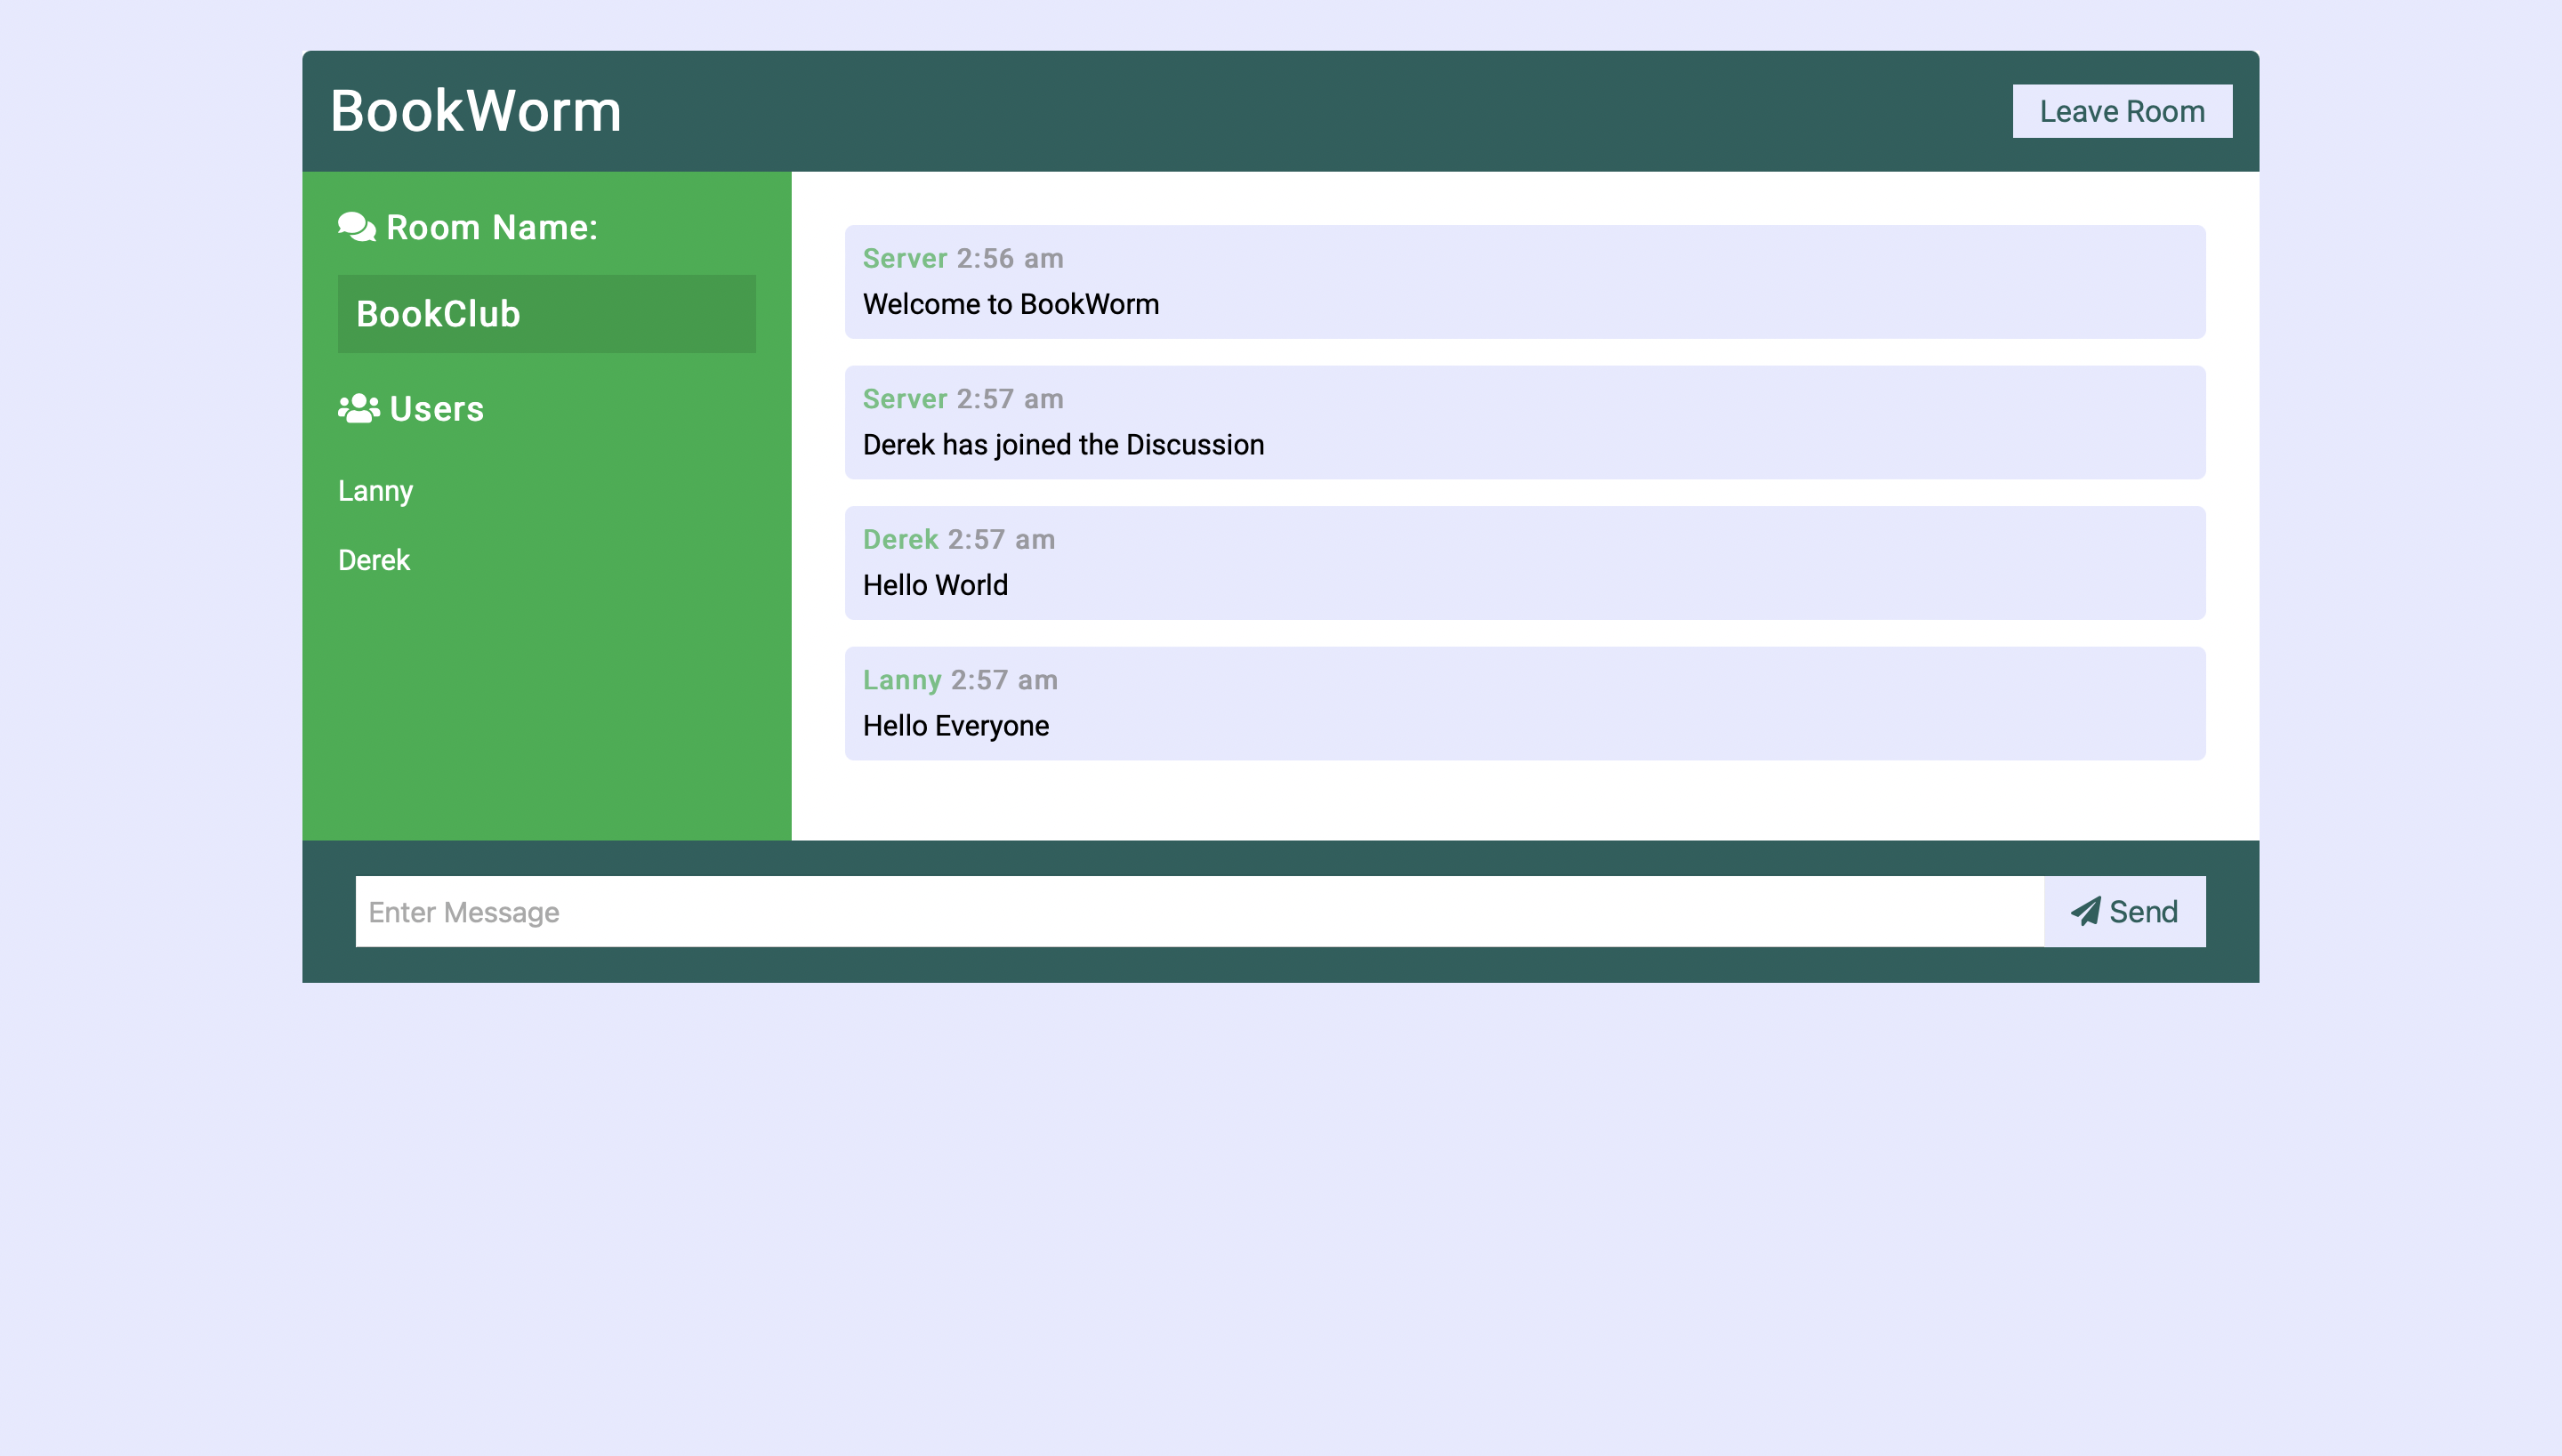 BookWorm
Leave Room
Room Name:
BookClub
Users
Lanny
Derek
Server 2:56 am
Welcome to BookWorm
Server 2:57 am
Derek has joined the Discussion
Derek 2:57 am
Hello World
Lanny 2:57 am
Hello Everyone
Enter Message
Send